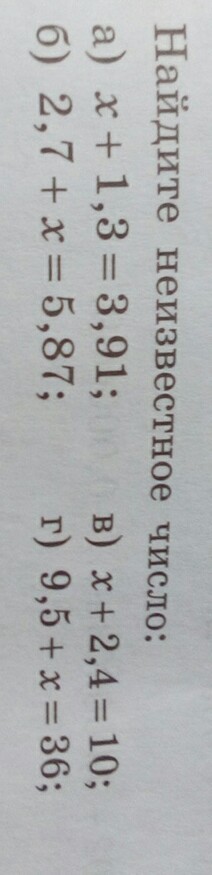 Найдите неизвестное число:
а) x + 1,3 = 3,91; в) x + 2,4 = 10;
б) 2,7 + x = 5,87; г) 9,5 + x = 36;